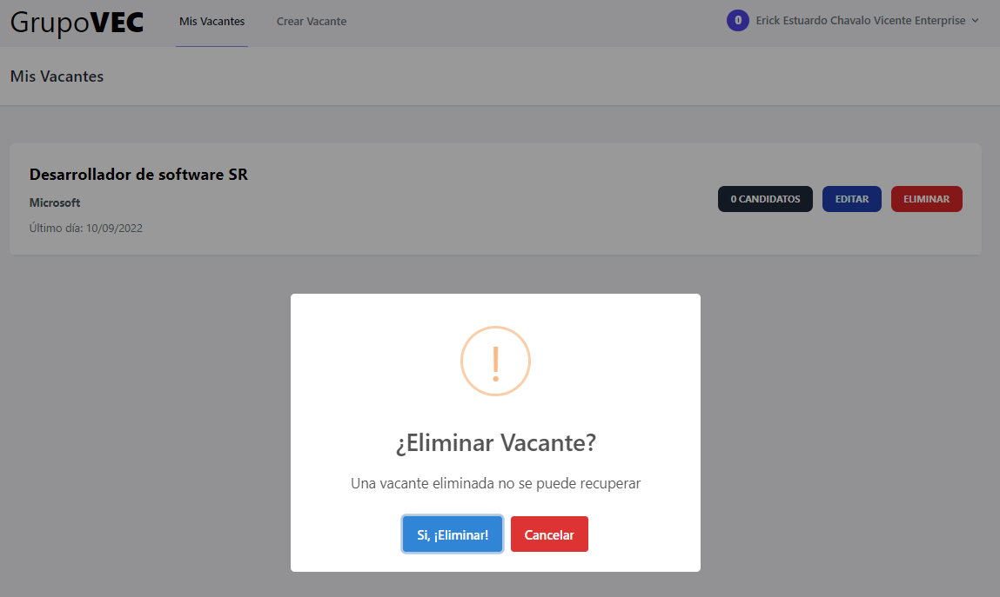 GrupoVEC
Mis Vacantes
Crear Vacante
0
Erick Estuardo Chavalo Vicente Enterprise
Mis Vacantes
Desarrollador de software SR
Microsoft
Último día: 10/09/2022
0 CANDIDATOS
EDITAR
ELIMINAR
!
¿Eliminar Vacante?
Una vacante eliminada no se puede recuperar
Si, ¡Eliminar!
Cancelar